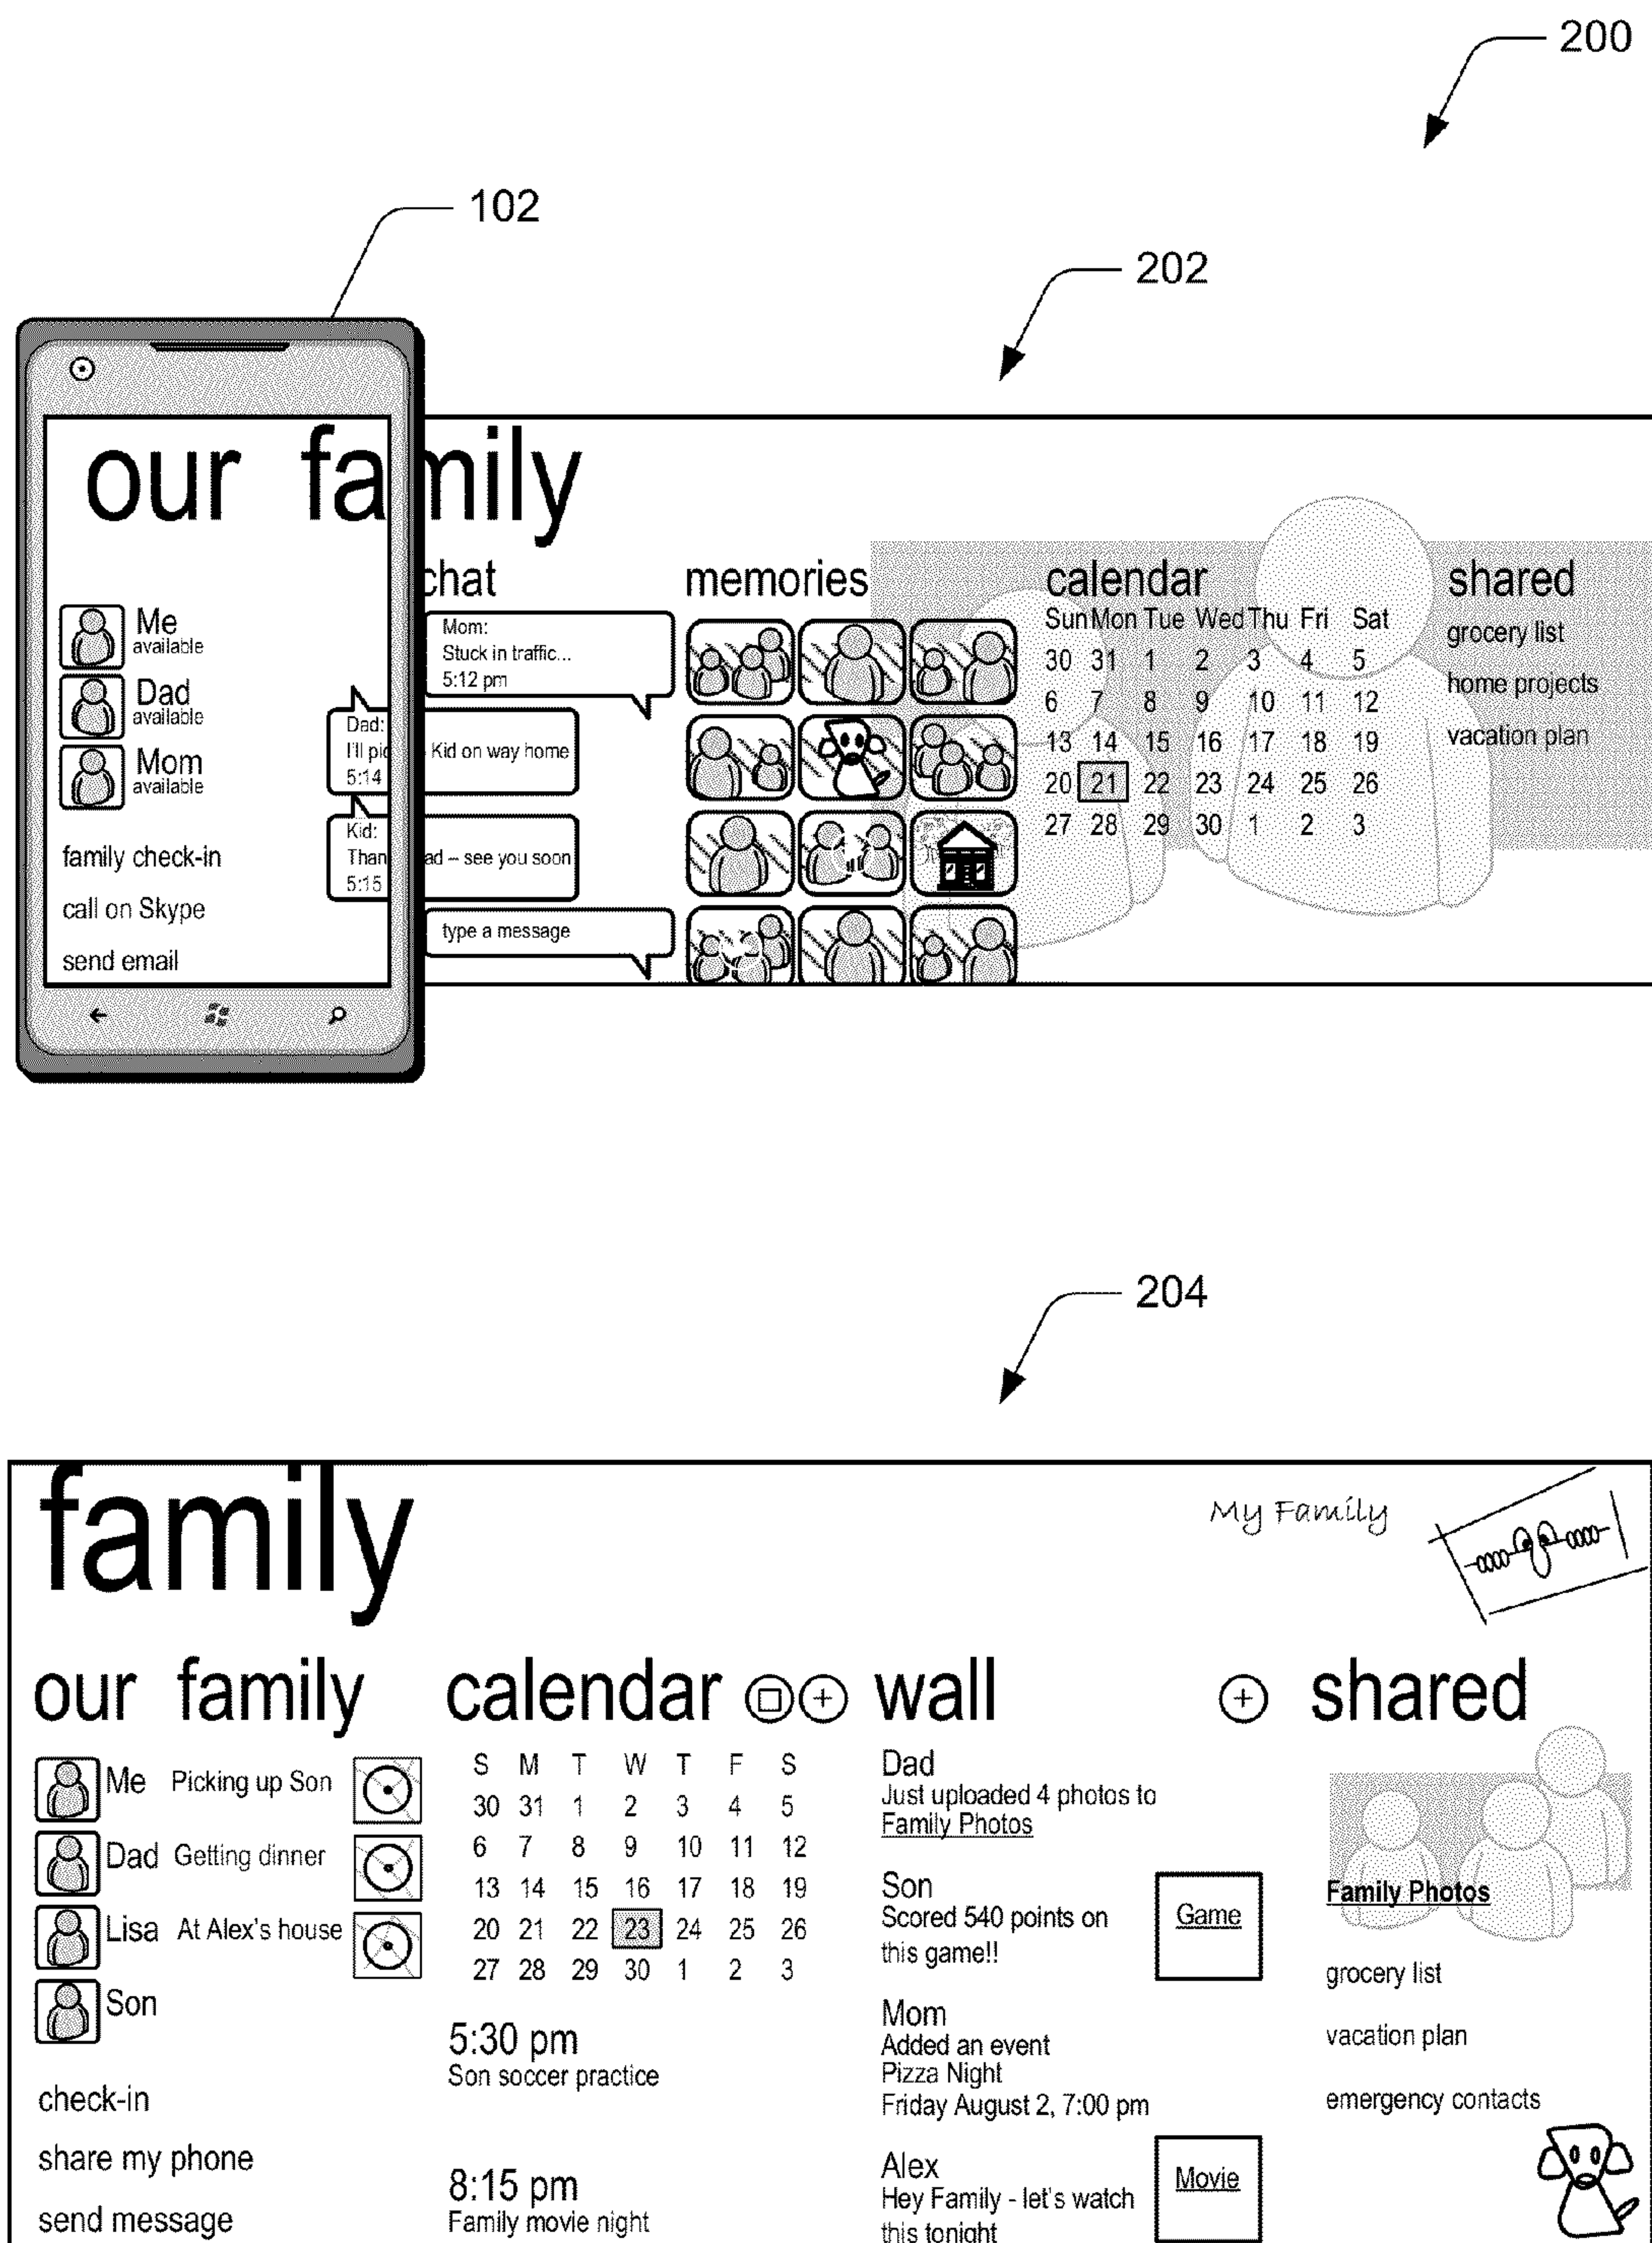 200
102
202
our family
Me
available
Dad
available
Mom
available
family check-in
call on Skype
send email
chat
Mom:
Stuck in traffic...
5:12 pm
Dad:
I'll pic Kid on way home
5:14
Kid:
Than ad – see you soon
5:15
type a message
memories
calendar
Sun Mon Tue Wed Thu Fri Sat
30 31 1 2 3 4 5
6 7 8 9 10 11 12
13 14 15 16 17 18 19
20 21 22 23 24 25 26
27 28 29 30 1 2 3
shared
grocery list
home projects
vacation plan
204
family
My Family
our family
Me Picking up Son
Dad Getting dinner
Lisa At Alex's house
Son
check-in
share my phone
send message
calendar
S M T W T F S
30 31 1 2 3 4 5
6 7 8 9 10 11 12
13 14 15 16 17 18 19
20 21 22 23 24 25 26
27 28 29 30 1 2 3
5:30 pm
Son soccer practice
8:15 pm
Family movie night
wall
Dad
Just uploaded 4 photos to
Family Photos
Son
Scored 540 points on
this game!!
Game
Mom
Added an event
Pizza Night
Friday August 2, 7:00 pm
Alex
Hey Family - let's watch
this tonight
Movie
shared
Family Photos
grocery list
vacation plan
emergency contacts